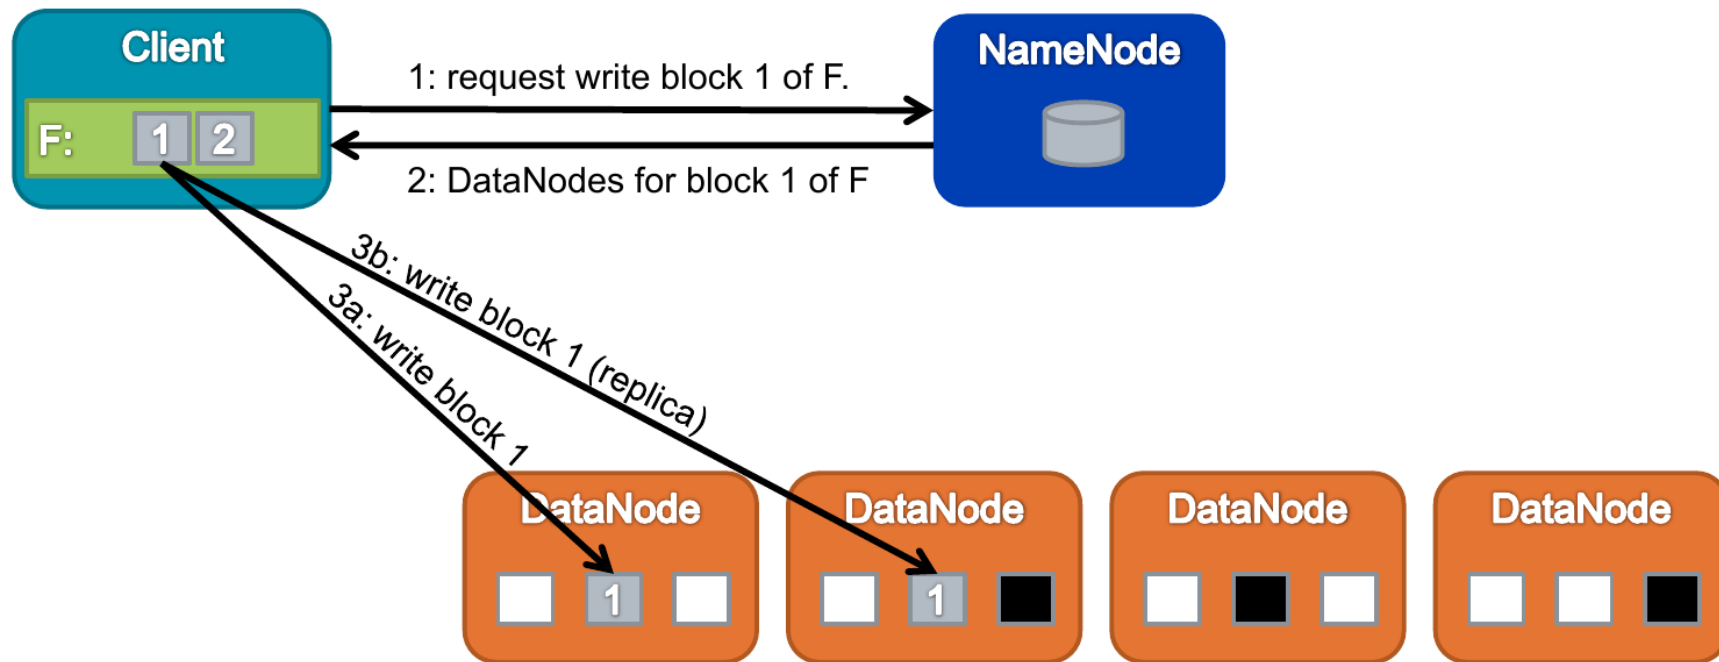 Client
NameNode
1: request write block 1 of F.
F: 1 2
2: DataNodes for block 1 of F
3b: write block 1 (replica)
3a: write block 1
DataNode
DataNode
DataNode
DataNode
1
1